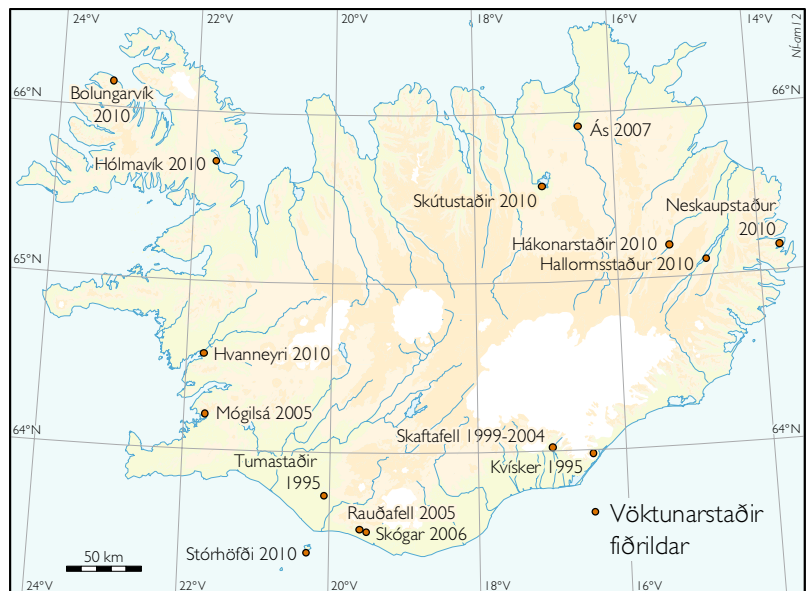 24°V
22°V
20°V
18°V
16°V
14°V
NÍ-am12
66°N
66°N
Bolungarvík
2010
Ás 2007
Hólmavík 2010
Skútustaðir 2010
Neskaupstaður
2010
Hákonarstaðir 2010
Hallormsstaður 2010
65°N
65°N
Hvanneyri 2010
Mógilsá 2005
Skaftafell 1999-2004
64°N
64°N
Kvísker 1995
Tumastaðir
1995
Rauðafell 2005
Skógar 2006
Stórhöfði 2010
Vöktunarstaðir
fiðrildar
50 km
24°V
22°V
20°V
18°V
16°V